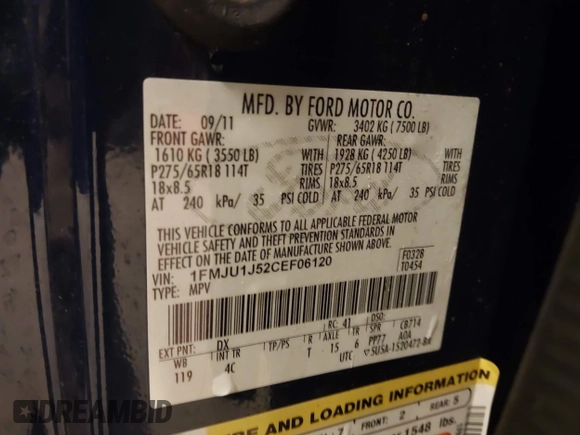 MFD. BY FORD MOTOR CO.
DATE: 09/11 GVWR: 3402 KG ( 7500 LB)
FRONT GAWR: REAR GAWR:
1610 KG ( 3550 LB) WITH 1928 KG ( 4250 LB) WITH
P275/65R18 114T TIRES P275/65R18 114T TIRES
18x8.5 RIMS 18x8.5 RIMS
AT 240 kPa/ 35 PSI COLD AT 240 kPa/ 35 PSI COLD
THIS VEHICLE CONFORMS TO ALL APPLICABLE FEDERAL MOTOR
VEHICLE SAFETY AND THEFT PREVENTION STANDARDS IN
EFFECT ON THE DATE OF MANUFACTURE SHOWN ABOVE.
VIN: 1FMJU1J52CEF06120 F0328
TYPE: MPV T0454
EXT PNT: DX RC: 41 DSO:
WB INT TR TP/PS R AXLE TR SPR CB714
119 4C T 15 6 PP77 AOA
UTC
RE AND LOADING INFORMATION
FRONT: 2 REAR: 5
1548 lbs.
DREAMBID